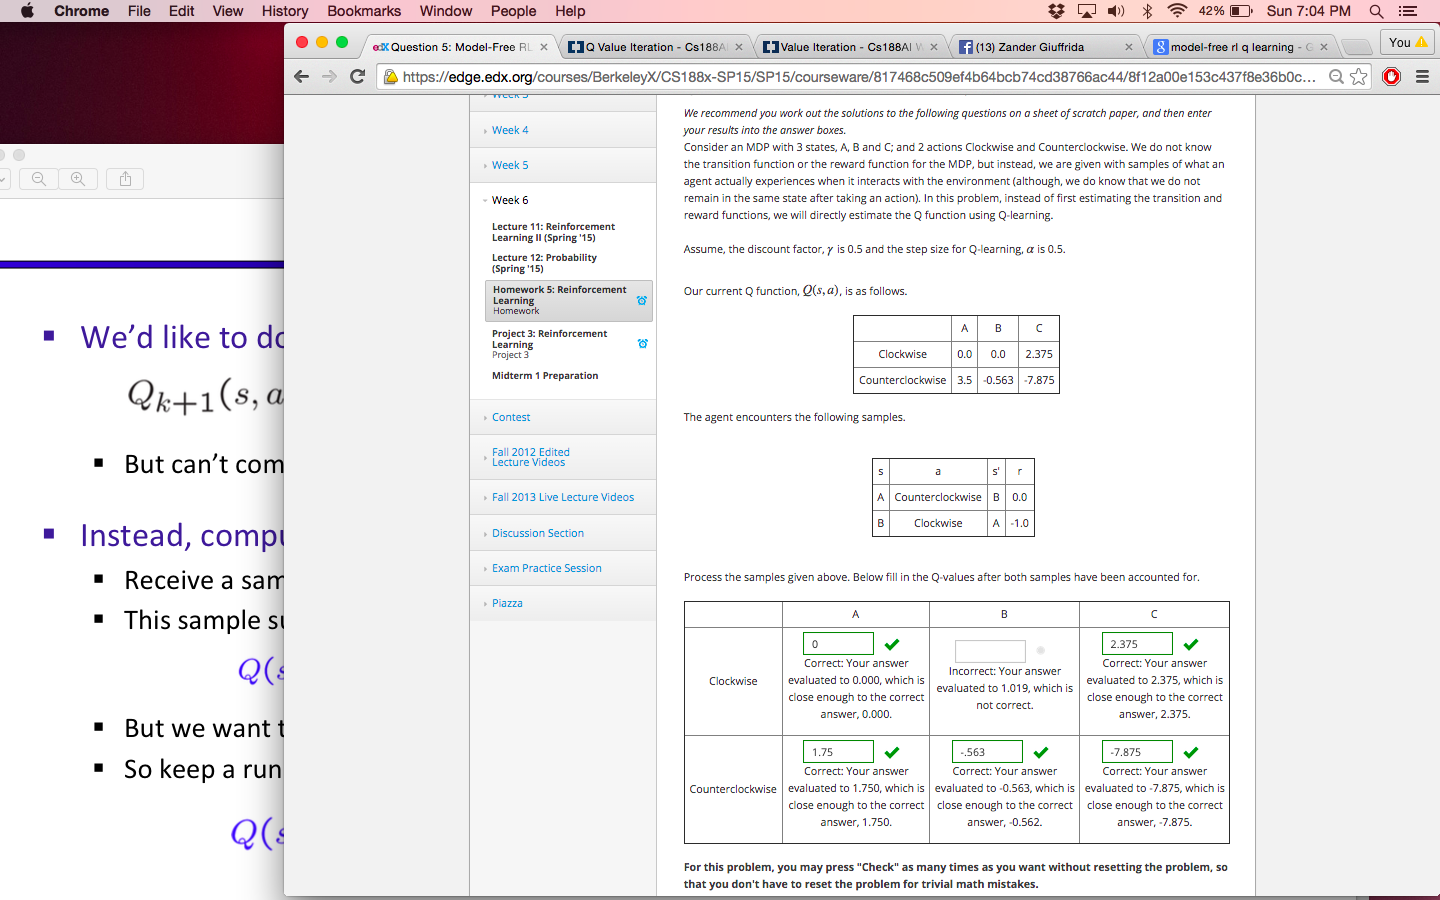 Chrome File Edit View History Bookmarks Window People Help 42% Sun 7:04 PM
edX Question 5: Model-Free RL × Q Value Iteration - Cs188A × Value Iteration - Cs188AI × (13) Zander Giuffrida × model-free rl q learning - × You
https://edge.edx.org/courses/BerkeleyX/CS188x-SP15/SP15/courseware/817468c509ef4b64bcb74cd38766ac44/8f12a00e153c437f8e36b0c...
We'd like to do
Qk+1(s, a
But can't com
Instead, compu
Receive a sam
This sample su
Q(s
But we want t
So keep a run
Q(s
Week 4
Week 5
Week 6
Lecture 11: Reinforcement
Learning II (Spring '15)
Lecture 12: Probability
(Spring '15)
Homework 5: Reinforcement
Learning
Homework
Project 3: Reinforcement
Learning
Project 3
Midterm 1 Preparation
Contest
Fall 2012 Edited
Lecture Videos
Fall 2013 Live Lecture Videos
Discussion Section
Exam Practice Session
Piazza
We recommend you work out the solutions to the following questions on a sheet of scratch paper, and then enter
your results into the answer boxes.
Consider an MDP with 3 states, A, B and C; and 2 actions Clockwise and Counterclockwise. We do not know
the transition function or the reward function for the MDP, but instead, we are given with samples of what an
agent actually experiences when it interacts with the environment (although, we do know that we do not
remain in the same state after taking an action). In this problem, instead of first estimating the transition and
reward functions, we will directly estimate the Q function using Q-learning.
Assume, the discount factor, γ is 0.5 and the step size for Q-learning, α is 0.5.
Our current Q function, Q(s, a), is as follows.
A B C
Clockwise 0.0 0.0 2.375
Counterclockwise 3.5 -0.563 -7.875
The agent encounters the following samples.
s a s' r
A Counterclockwise B 0.0
B Clockwise A -1.0
Process the samples given above. Below fill in the Q-values after both samples have been accounted for.
A B C
Clockwise
0
Correct: Your answer
evaluated to 0.000, which is
close enough to the correct
answer, 0.000.
Incorrect: Your answer
evaluated to 1.019, which is
not correct.
2.375
Correct: Your answer
evaluated to 2.375, which is
close enough to the correct
answer, 2.375.
Counterclockwise
1.75
Correct: Your answer
evaluated to 1.750, which is
close enough to the correct
answer, 1.750.
-.563
Correct: Your answer
evaluated to -0.563, which is
close enough to the correct
answer, -0.562.
-7.875
Correct: Your answer
evaluated to -7.875, which is
close enough to the correct
answer, -7.875.
For this problem, you may press "Check" as many times as you want without resetting the problem, so
that you don't have to reset the problem for trivial math mistakes.